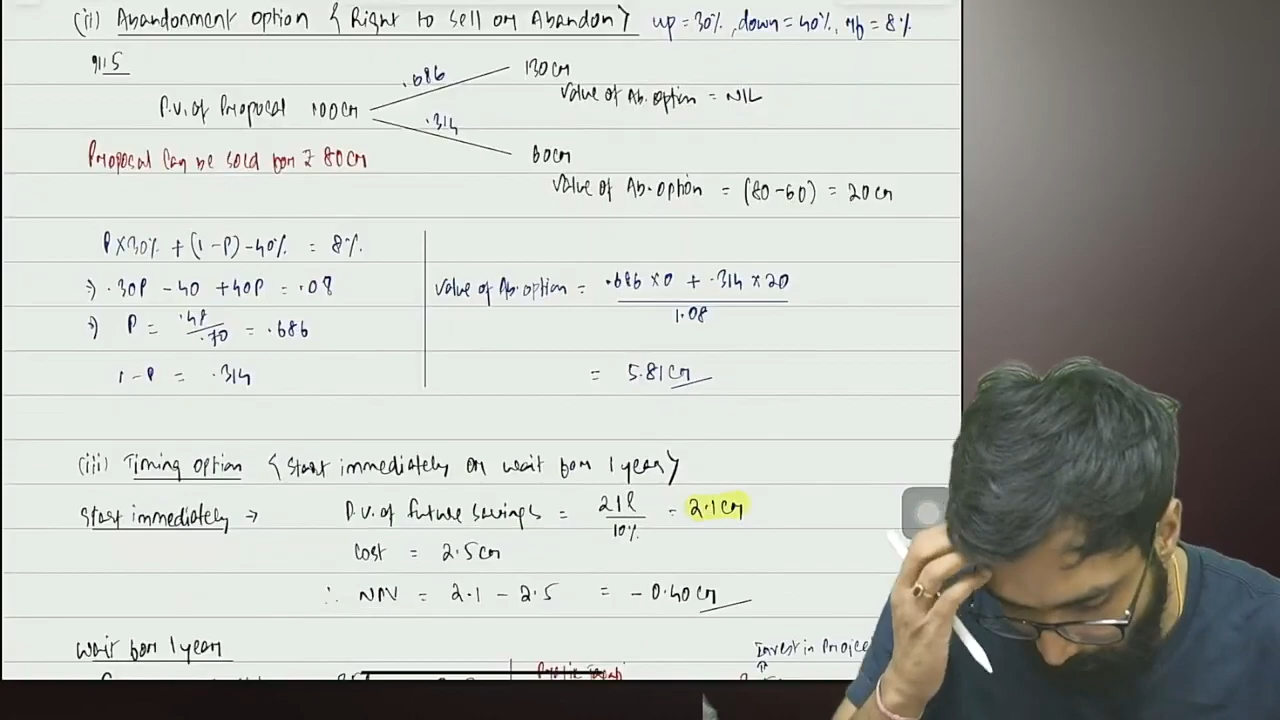 (ii) Abandonment option { Right to sell or Abandon } up = 30%, down = 40%, rf = 8%
P.V. of Proposal 100cr
.686
130cr
Value of Ab. option = NIL
.314
60cr
Value of Ab. option = (80-60) = 20cr
Proposal can be sold for ₹ 80cr
P×30% + (1-P)-40% = 8%
⇒ .30P -40 +40P = .08
⇒ P = .48/.70 = .686
1-P = .314
Value of Ab. option = .686×0 + .314×20
1.08
= 5.81cr
(iii) Timing option { Start immediately or wait for 1 year }
Start immediately → P.V. of future savings = 21L/10% = 2.1cr
Cost = 2.5cr
∴ NPV = 2.1 - 2.5 = -0.40cr
Wait for 1 year
Invest in Projec